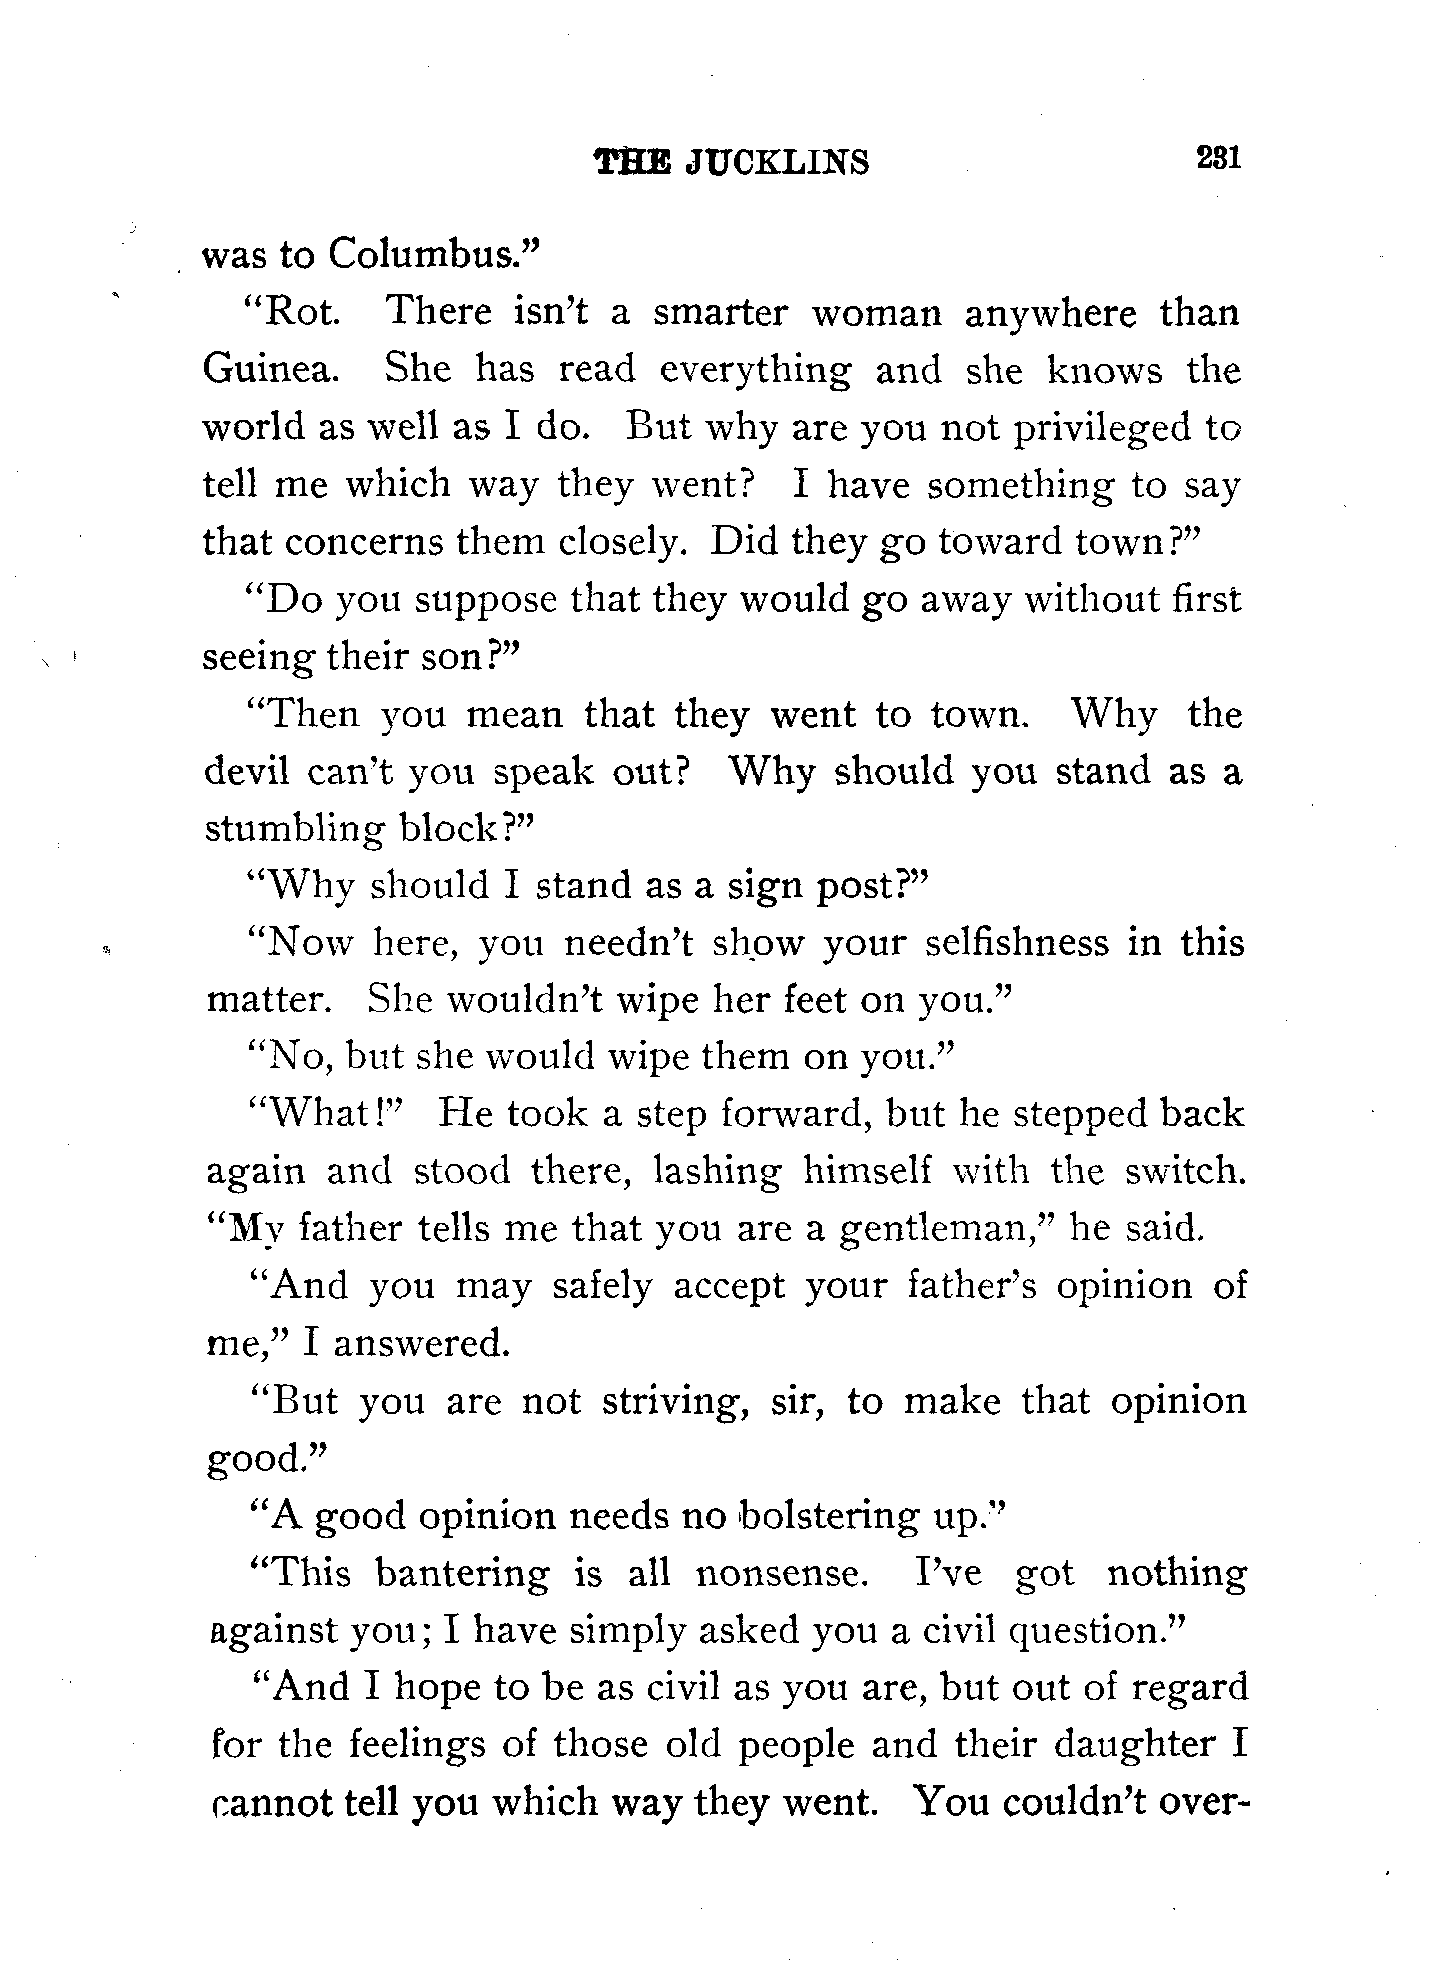 THE JUCKLINS 231
was to Columbus.”
“Rot. There isn’t a smarter woman anywhere than
Guinea. She has read everything and she knows the
world as well as I do. But why are you not privileged to
tell me which way they went? I have something to say
that concerns them closely. Did they go toward town?”
“Do you suppose that they would go away without first
seeing their son?”
“Then you mean that they went to town. Why the
devil can’t you speak out? Why should you stand as a
stumbling block?”
“Why should I stand as a sign post?”
“Now here, you needn’t show your selfishness in this
matter. She wouldn’t wipe her feet on you.”
“No, but she would wipe them on you.”
“What!” He took a step forward, but he stepped back
again and stood there, lashing himself with the switch.
“My father tells me that you are a gentleman,” he said.
“And you may safely accept your father’s opinion of
me,” I answered.
“But you are not striving, sir, to make that opinion
good.”
“A good opinion needs no bolstering up.”
“This bantering is all nonsense. I’ve got nothing
against you; I have simply asked you a civil question.”
“And I hope to be as civil as you are, but out of regard
for the feelings of those old people and their daughter I
cannot tell you which way they went. You couldn’t over-